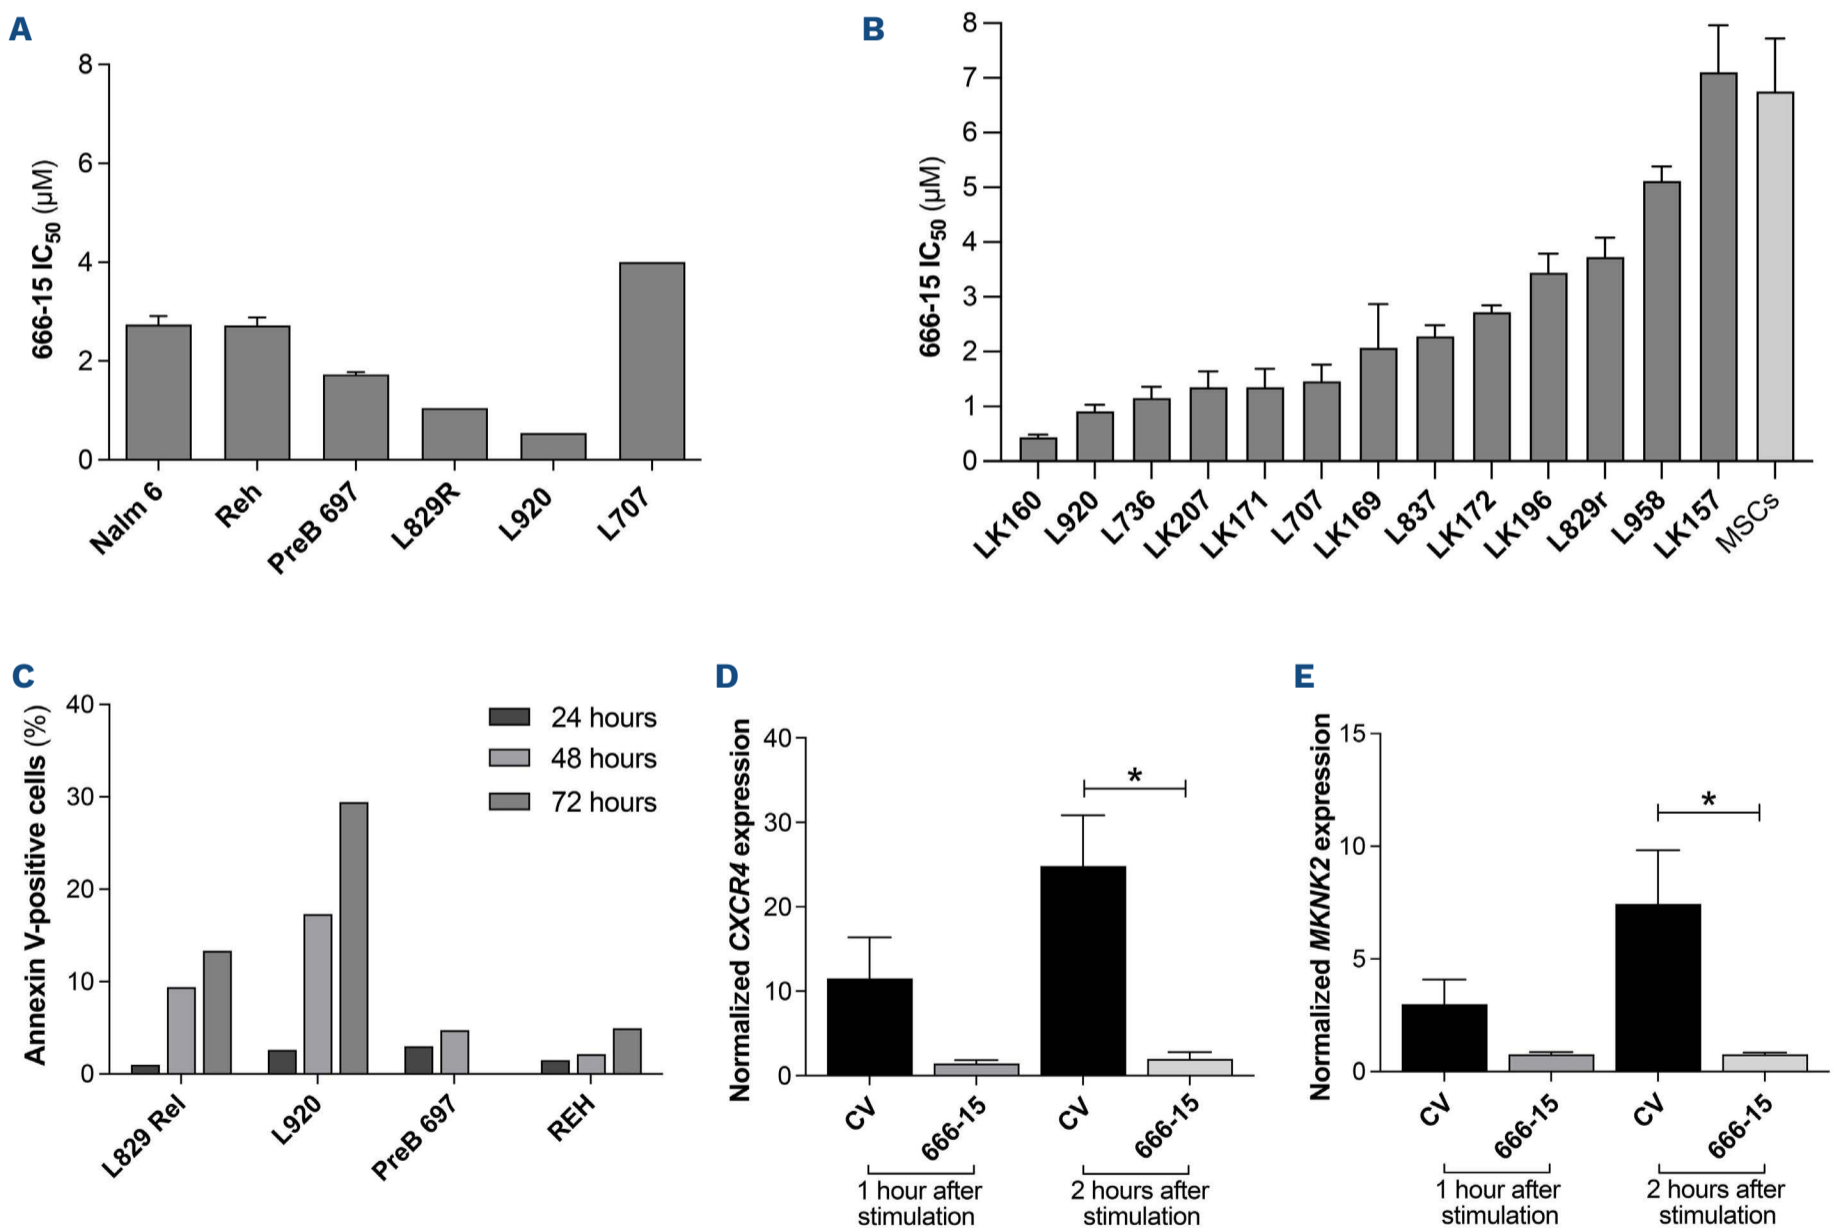 A
8
6
4
2
0
666-15 IC50 (µM)
Nalm 6
Reh
PreB 697
L829R
L920
L707
B
8
7
6
5
4
3
2
1
0
666-15 IC50 (µM)
LK160
L920
L736
LK207
LK171
L707
LK169
L837
LK172
LK196
L829r
L958
LK157
MSCs
C
40
30
20
10
0
Annexin V-positive cells (%)
24 hours
48 hours
72 hours
L829 Rel
L920
PreB 697
REH
D
40
30
20
10
0
Normalized CXCR4 expression
*
CV
666-15
CV
666-15
1 hour after
stimulation
2 hours after
stimulation
E
15
10
5
0
Normalized MKNK2 expression
*
CV
666-15
CV
666-15
1 hour after
stimulation
2 hours after
stimulation